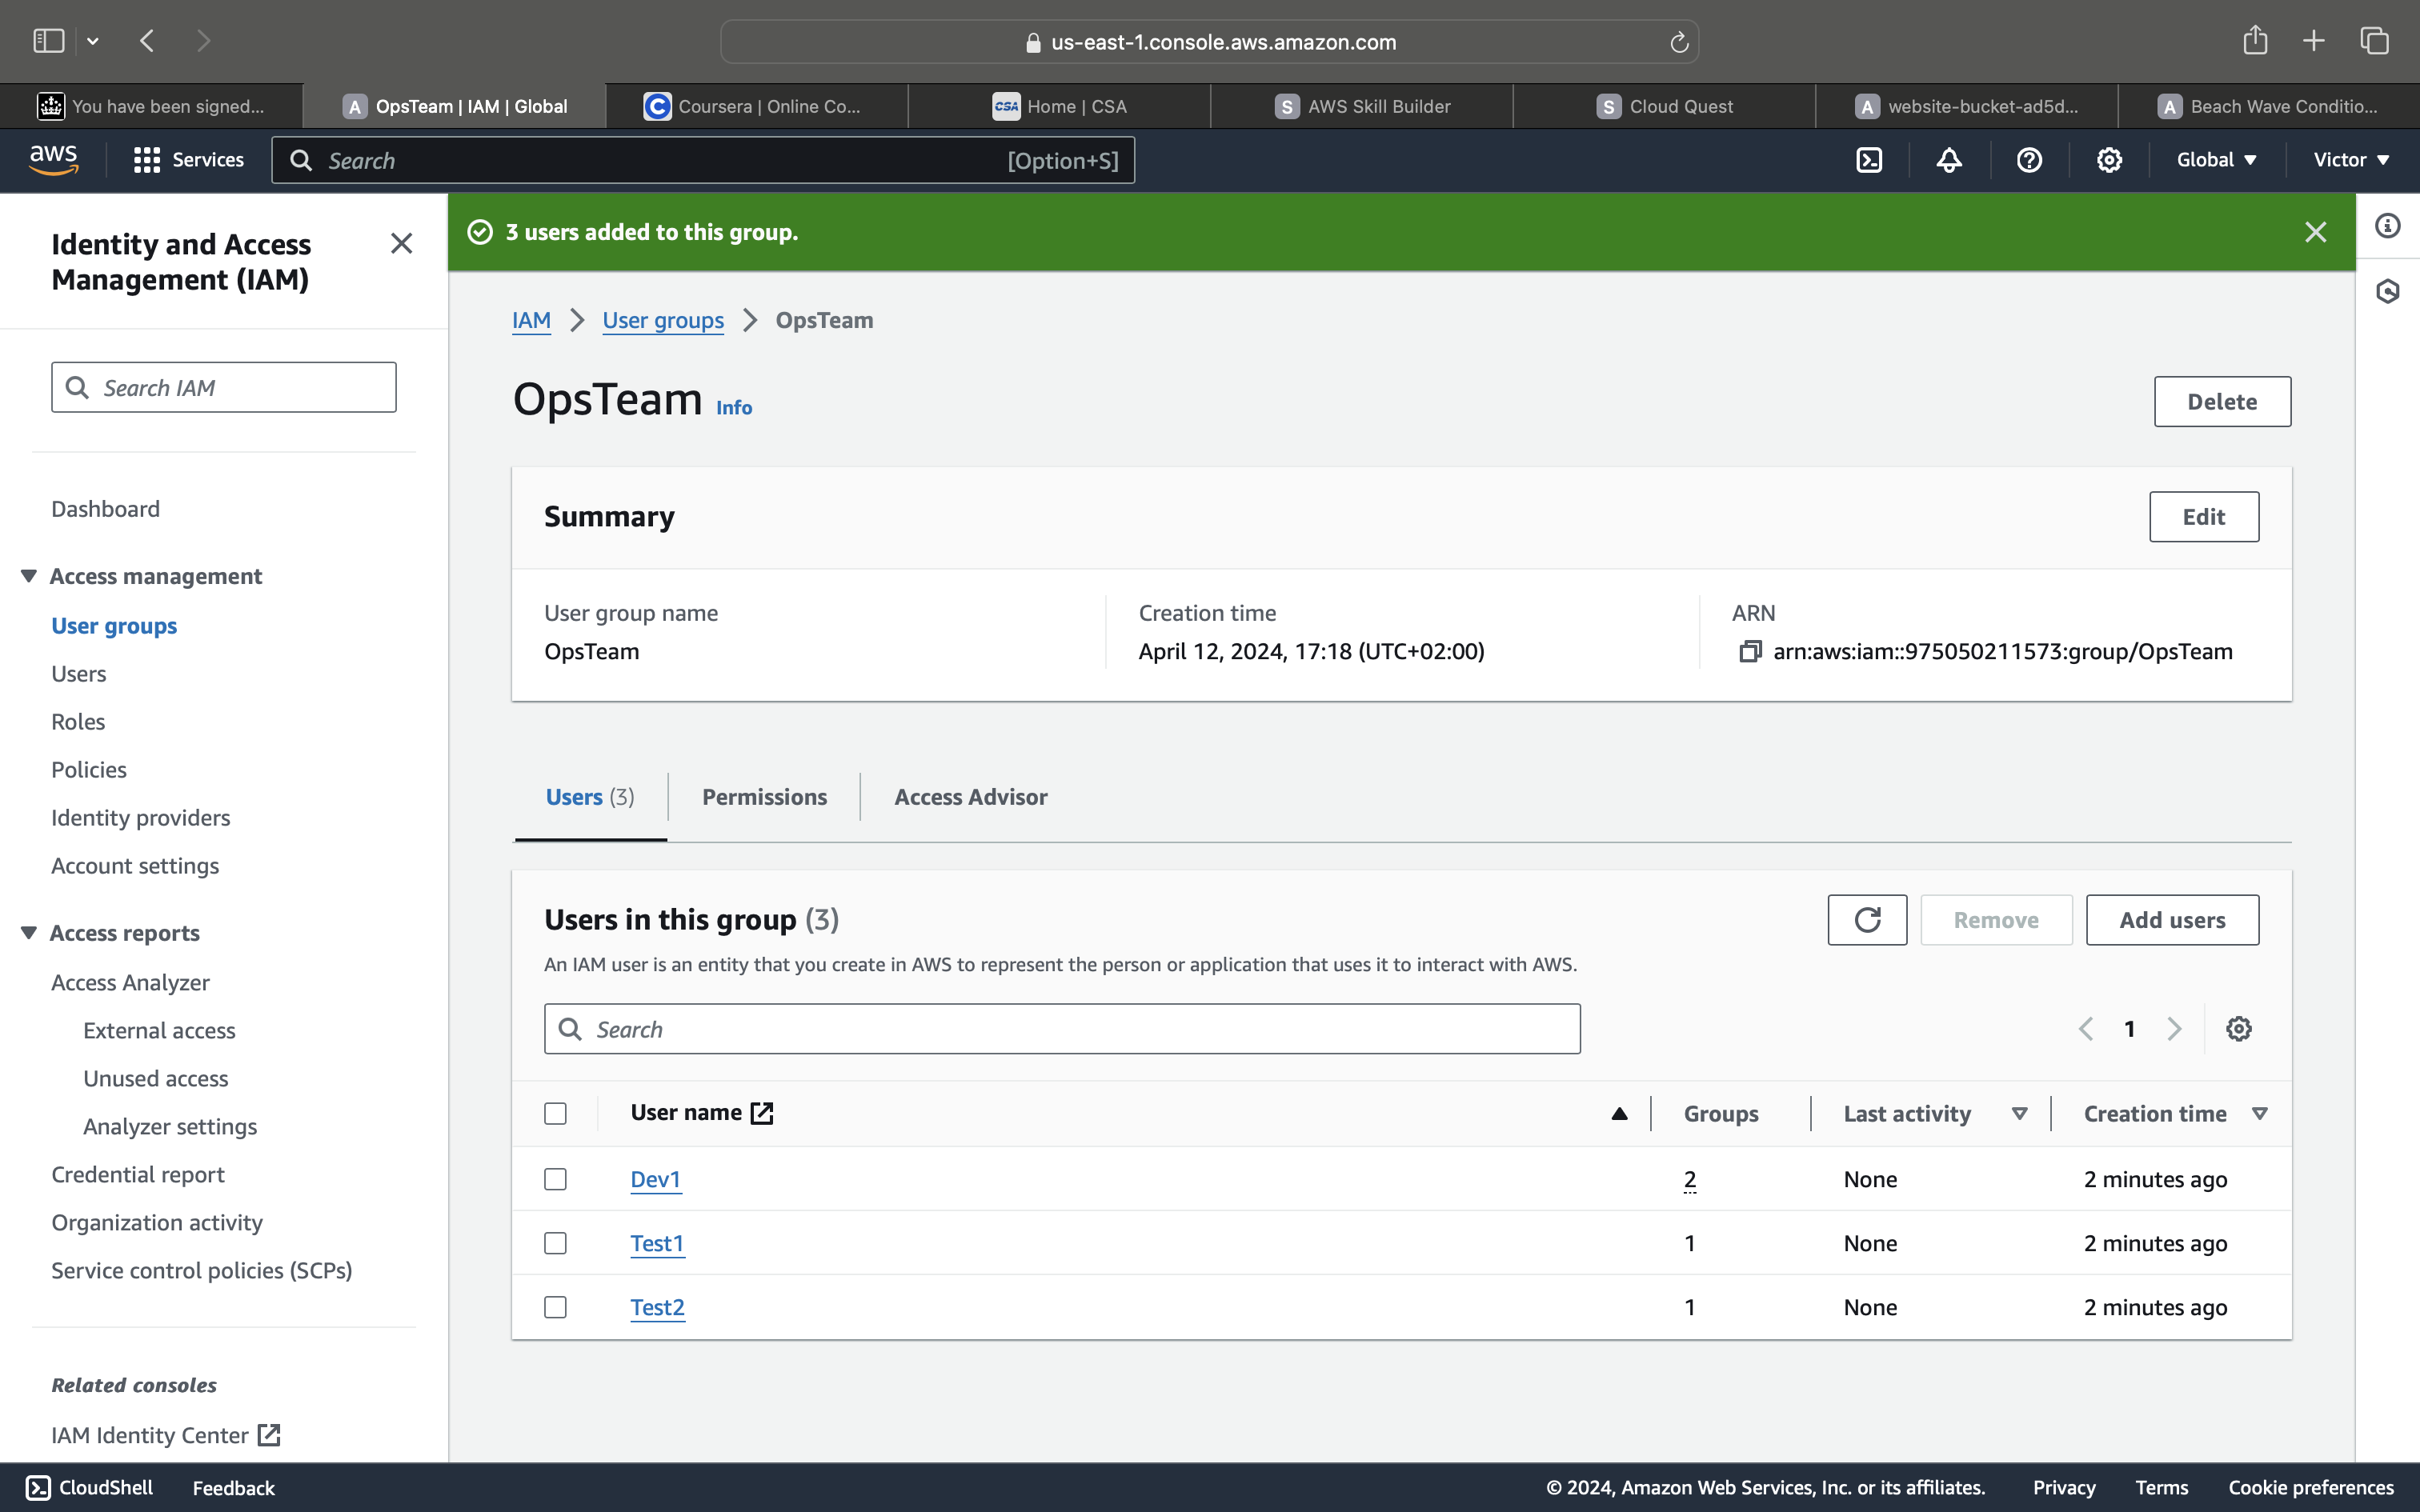 us-east-1.console.aws.amazon.com
You have been signed...
A OpsTeam | IAM | Global
C Coursera | Online Co...
CSA Home | CSA
S AWS Skill Builder
S Cloud Quest
A website-bucket-ad5d...
A Beach Wave Conditio...
aws
Services
Search [Option+S]
Global
Victor
Identity and Access
Management (IAM)
Search IAM
Dashboard
Access management
User groups
Users
Roles
Policies
Identity providers
Account settings
Access reports
Access Analyzer
External access
Unused access
Analyzer settings
Credential report
Organization activity
Service control policies (SCPs)
Related consoles
IAM Identity Center
3 users added to this group.
IAM > User groups > OpsTeam
OpsTeam Info
Delete
Summary
Edit
User group name
OpsTeam
Creation time
April 12, 2024, 17:18 (UTC+02:00)
ARN
arn:aws:iam::975050211573:group/OpsTeam
Users (3)
Permissions
Access Advisor
Users in this group (3)
Remove
Add users
An IAM user is an entity that you create in AWS to represent the person or application that uses it to interact with AWS.
Search
1
User name Groups Last activity Creation time
Dev1 2 None 2 minutes ago
Test1 1 None 2 minutes ago
Test2 1 None 2 minutes ago
CloudShell
Feedback
© 2024, Amazon Web Services, Inc. or its affiliates.
Privacy
Terms
Cookie preferences